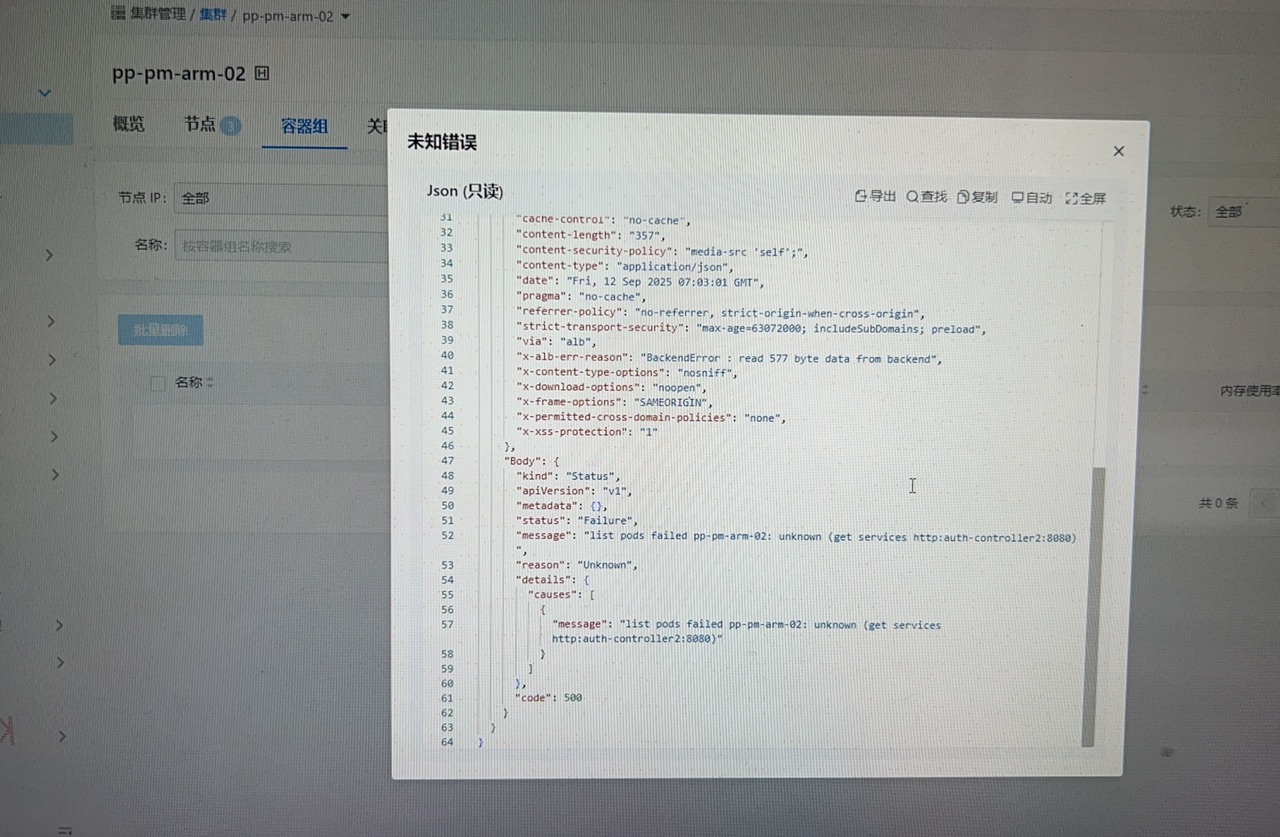 集群管理 / 集群 / pp-pm-arm-02
pp-pm-arm-02
概览 节点 3 容器组
节点 IP: 全部
状态: 全部
名称: 按容器组名称搜索
批量删除
名称
内存使用率
共 0 条
未知错误
Json (只读)
导出 查找 复制 自动 全屏
31 "cache-control": "no-cache",
32 "content-length": "357",
33 "content-security-policy": "media-src 'self';",
34 "content-type": "application/json",
35 "date": "Fri, 12 Sep 2025 07:03:01 GMT",
36 "pragma": "no-cache",
37 "referrer-policy": "no-referrer, strict-origin-when-cross-origin",
38 "strict-transport-security": "max-age=63072000; includeSubDomains; preload",
39 "via": "alb",
40 "x-alb-err-reason": "BackendError : read 577 byte data from backend",
41 "x-content-type-options": "nosniff",
42 "x-download-options": "noopen",
43 "x-frame-options": "SAMEORIGIN",
44 "x-permitted-cross-domain-policies": "none",
45 "x-xss-protection": "1"
46 },
47 "Body": {
48 "kind": "Status",
49 "apiVersion": "v1",
50 "metadata": {},
51 "status": "Failure",
52 "message": "list pods failed pp-pm-arm-02: unknown (get services http:auth-controller2:8080)
",
53 "reason": "Unknown",
54 "details": {
55 "causes": [
56 {
57 "message": "list pods failed pp-pm-arm-02: unknown (get services
http:auth-controller2:8080)"
58 }
59 ]
60 },
61 "code": 500
62 }
63 }
64 }